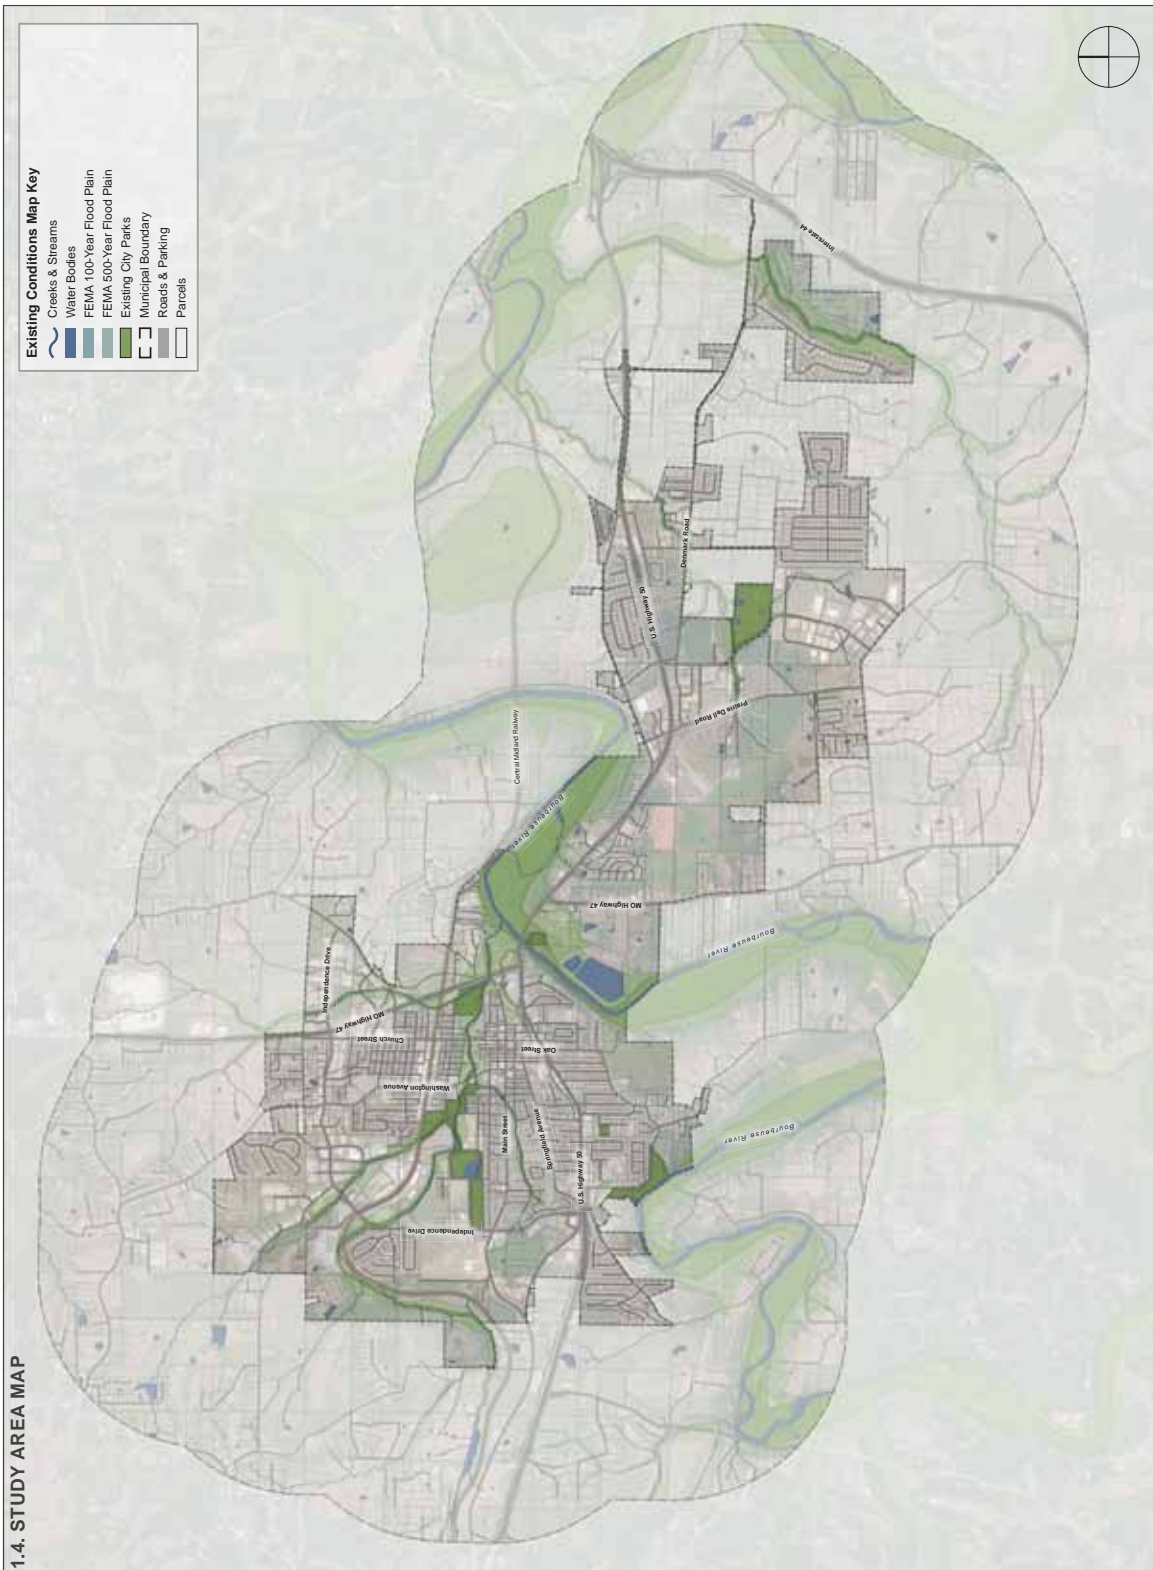 1.4. STUDY AREA MAP
Existing Conditions Map Key
Creeks & Streams
Water Bodies
FEMA 100-Year Flood Plain
FEMA 500-Year Flood Plain
Existing City Parks
Municipal Boundary
Roads & Parking
Parcels
Independence Drive
MO Highway 47
Church Street
Washington Avenue
Independence Drive
Main Street
Springfield Avenue
Oak Street
U.S. Highway 50
Central Midland Railway
Bourbeuse River
MO Highway 47
Bourbeuse River
Bourbeuse River
Prairie Dell Road
U.S. Highway 50
Denmark Road
Interstate 44